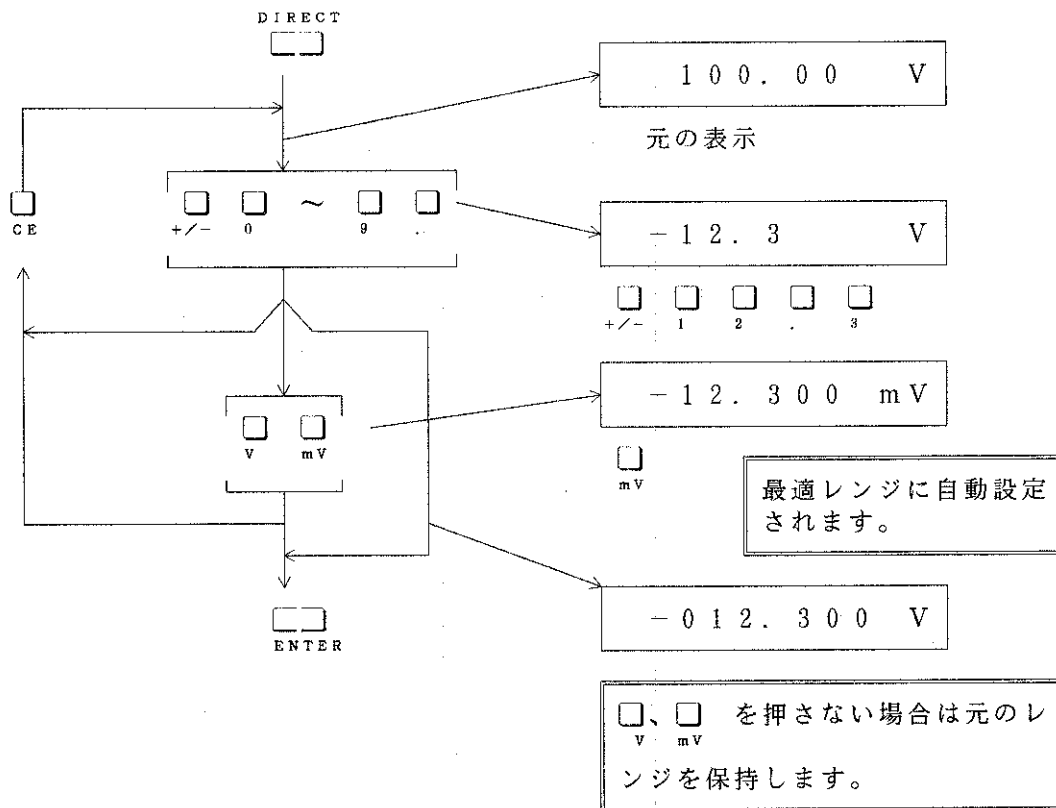 DIRECT
100.00 V
元の表示
CE
+/- 0 ~ 9 .
-12.3 V
+/- 1 2 . 3
-12.300 mV
V mV
mV
最適レンジに自動設定
されます。
-012.300 V
ENTER
、 を押さない場合は元のレ
V mV
ンジを保持します。